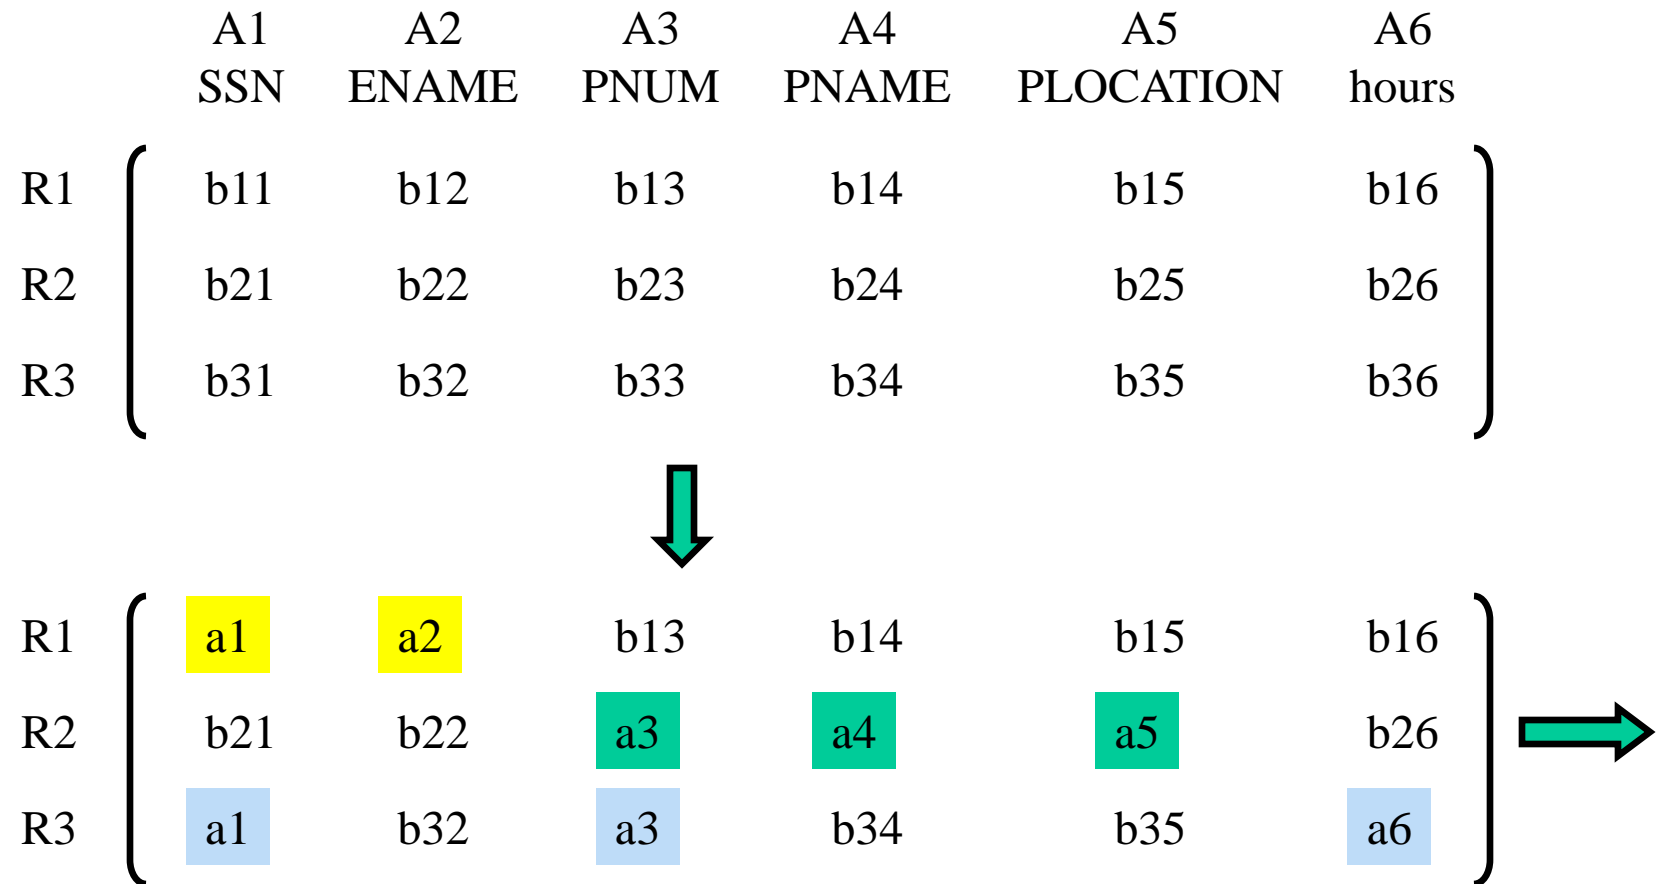 A1 A2 A3 A4 A5 A6
SSN ENAME PNUM PNAME PLOCATION hours
R1 b11 b12 b13 b14 b15 b16
R2 b21 b22 b23 b24 b25 b26
R3 b31 b32 b33 b34 b35 b36
R1 a1 a2 b13 b14 b15 b16
R2 b21 b22 a3 a4 a5 b26
R3 a1 b32 a3 b34 b35 a6